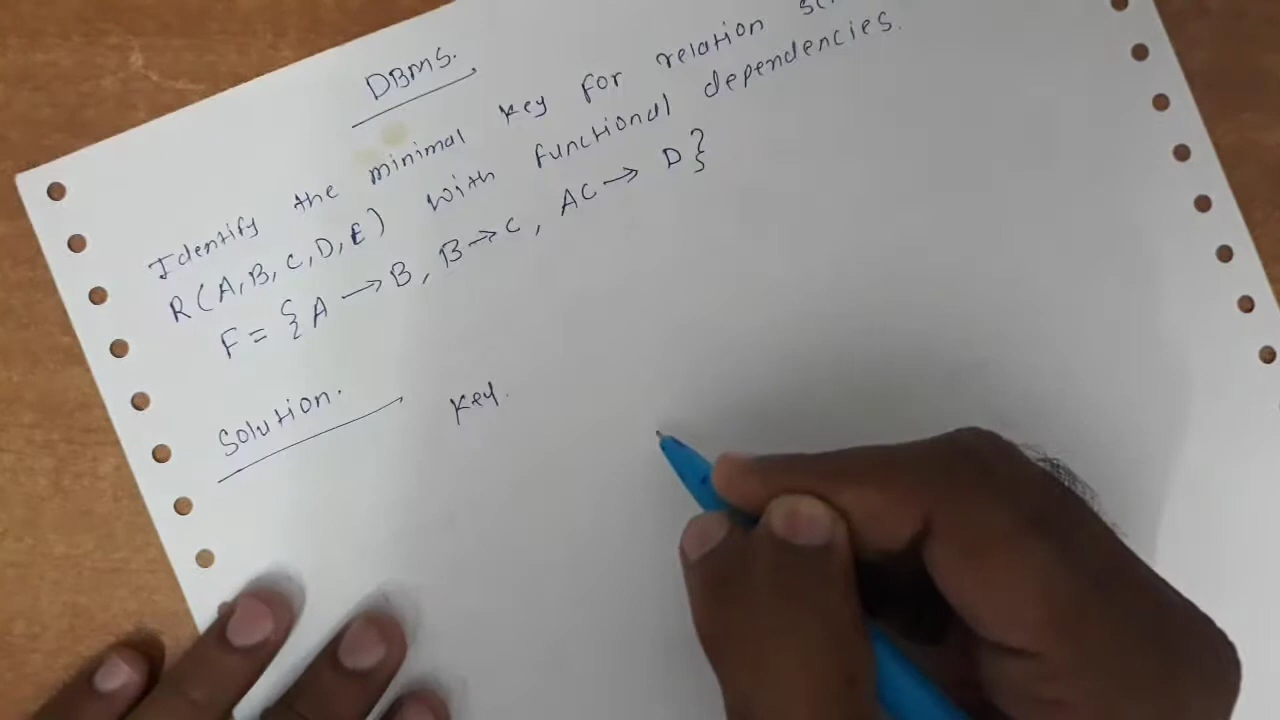 DBMS.
Identify the minimal key for relation
R(A,B,C,D,E) with functional dependencies.
F = { A → B, B → C, AC → D }
Solution.
Key.